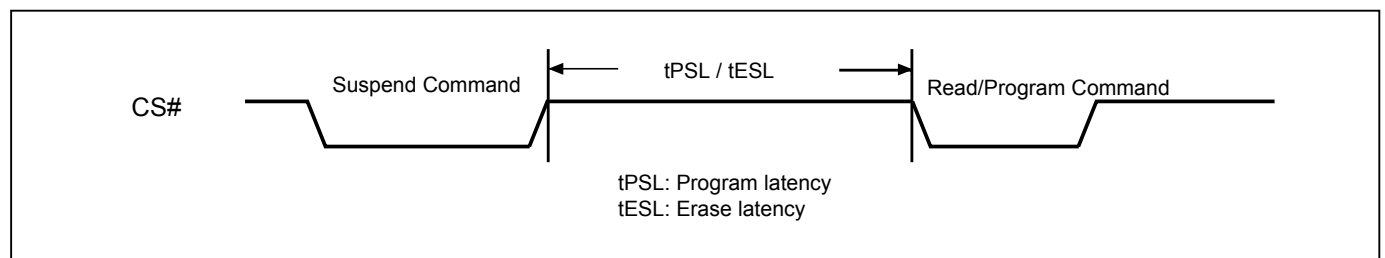 tPSL / tESL
Suspend Command
Read/Program Command
CS#
tPSL: Program latency
tESL: Erase latency